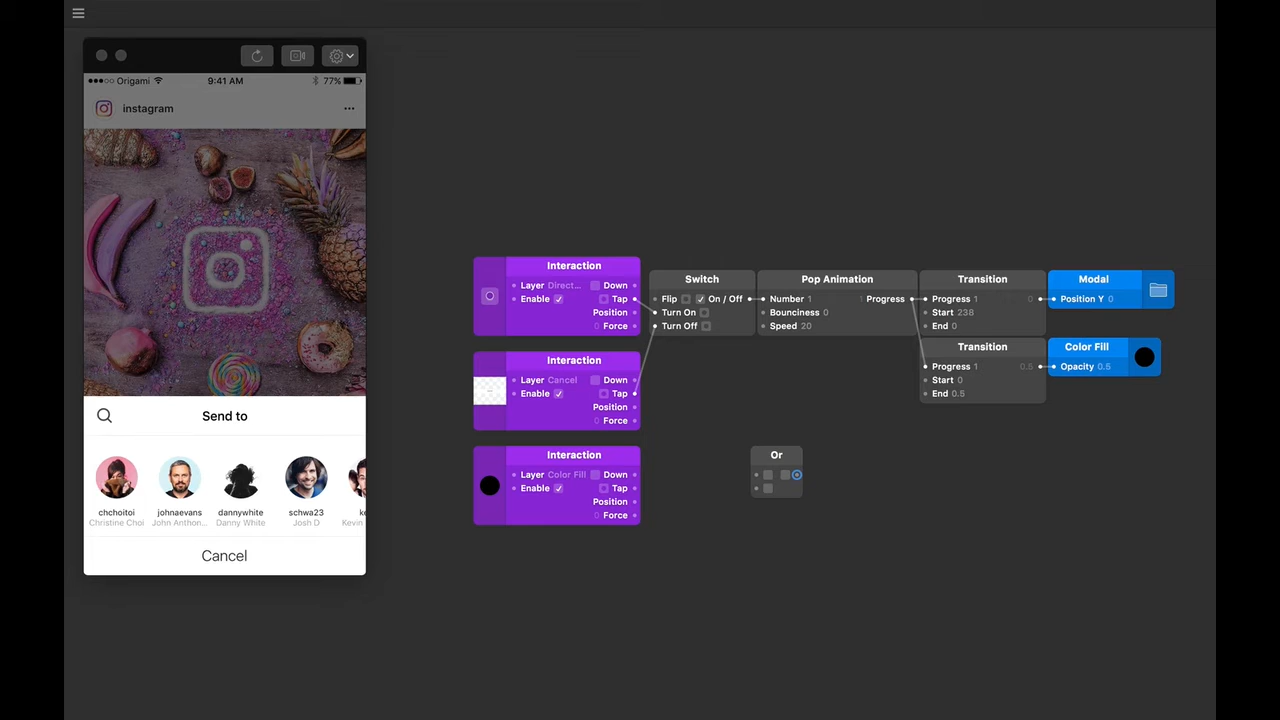 Origami
9:41 AM
77%
instagram
Send to
chchoitoi
johnaevans
dannywhite
schwa23
ke
Christine Choi
John Anthon...
Danny White
Josh D
Kevin
Cancel
Interaction
Layer Direct... Down
Enable Tap
Position
0 Force
Interaction
Layer Cancel Down
Enable Tap
Position
0 Force
Interaction
Layer Color Fill Down
Enable Tap
Position
0 Force
Switch
Flip On / Off
Turn On
Turn Off
Pop Animation
Number 1 1 Progress
Bounciness 0
Speed 20
Transition
Progress 1 0
Start 238
End 0
Modal
Position Y 0
Transition
Progress 1 0.5
Start 0
End 0.5
Color Fill
Opacity 0.5
Or